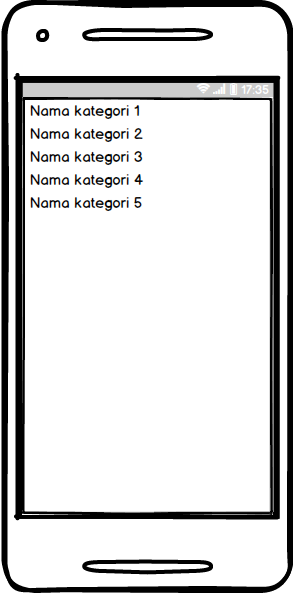 17:35
Nama kategori 1
Nama kategori 2
Nama kategori 3
Nama kategori 4
Nama kategori 5